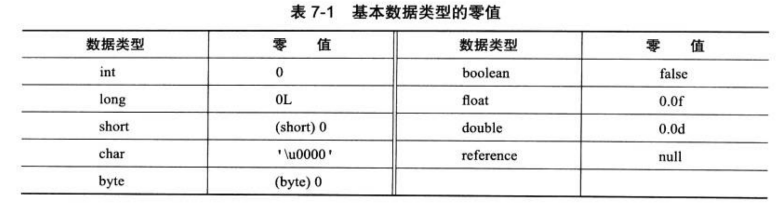 表 7-1 基本数据类型的零值
数据类型 零 值 数据类型 零 值
int 0 boolean false
long 0L float 0.0f
short (short) 0 double 0.0d
char '\u0000' reference null
byte (byte) 0